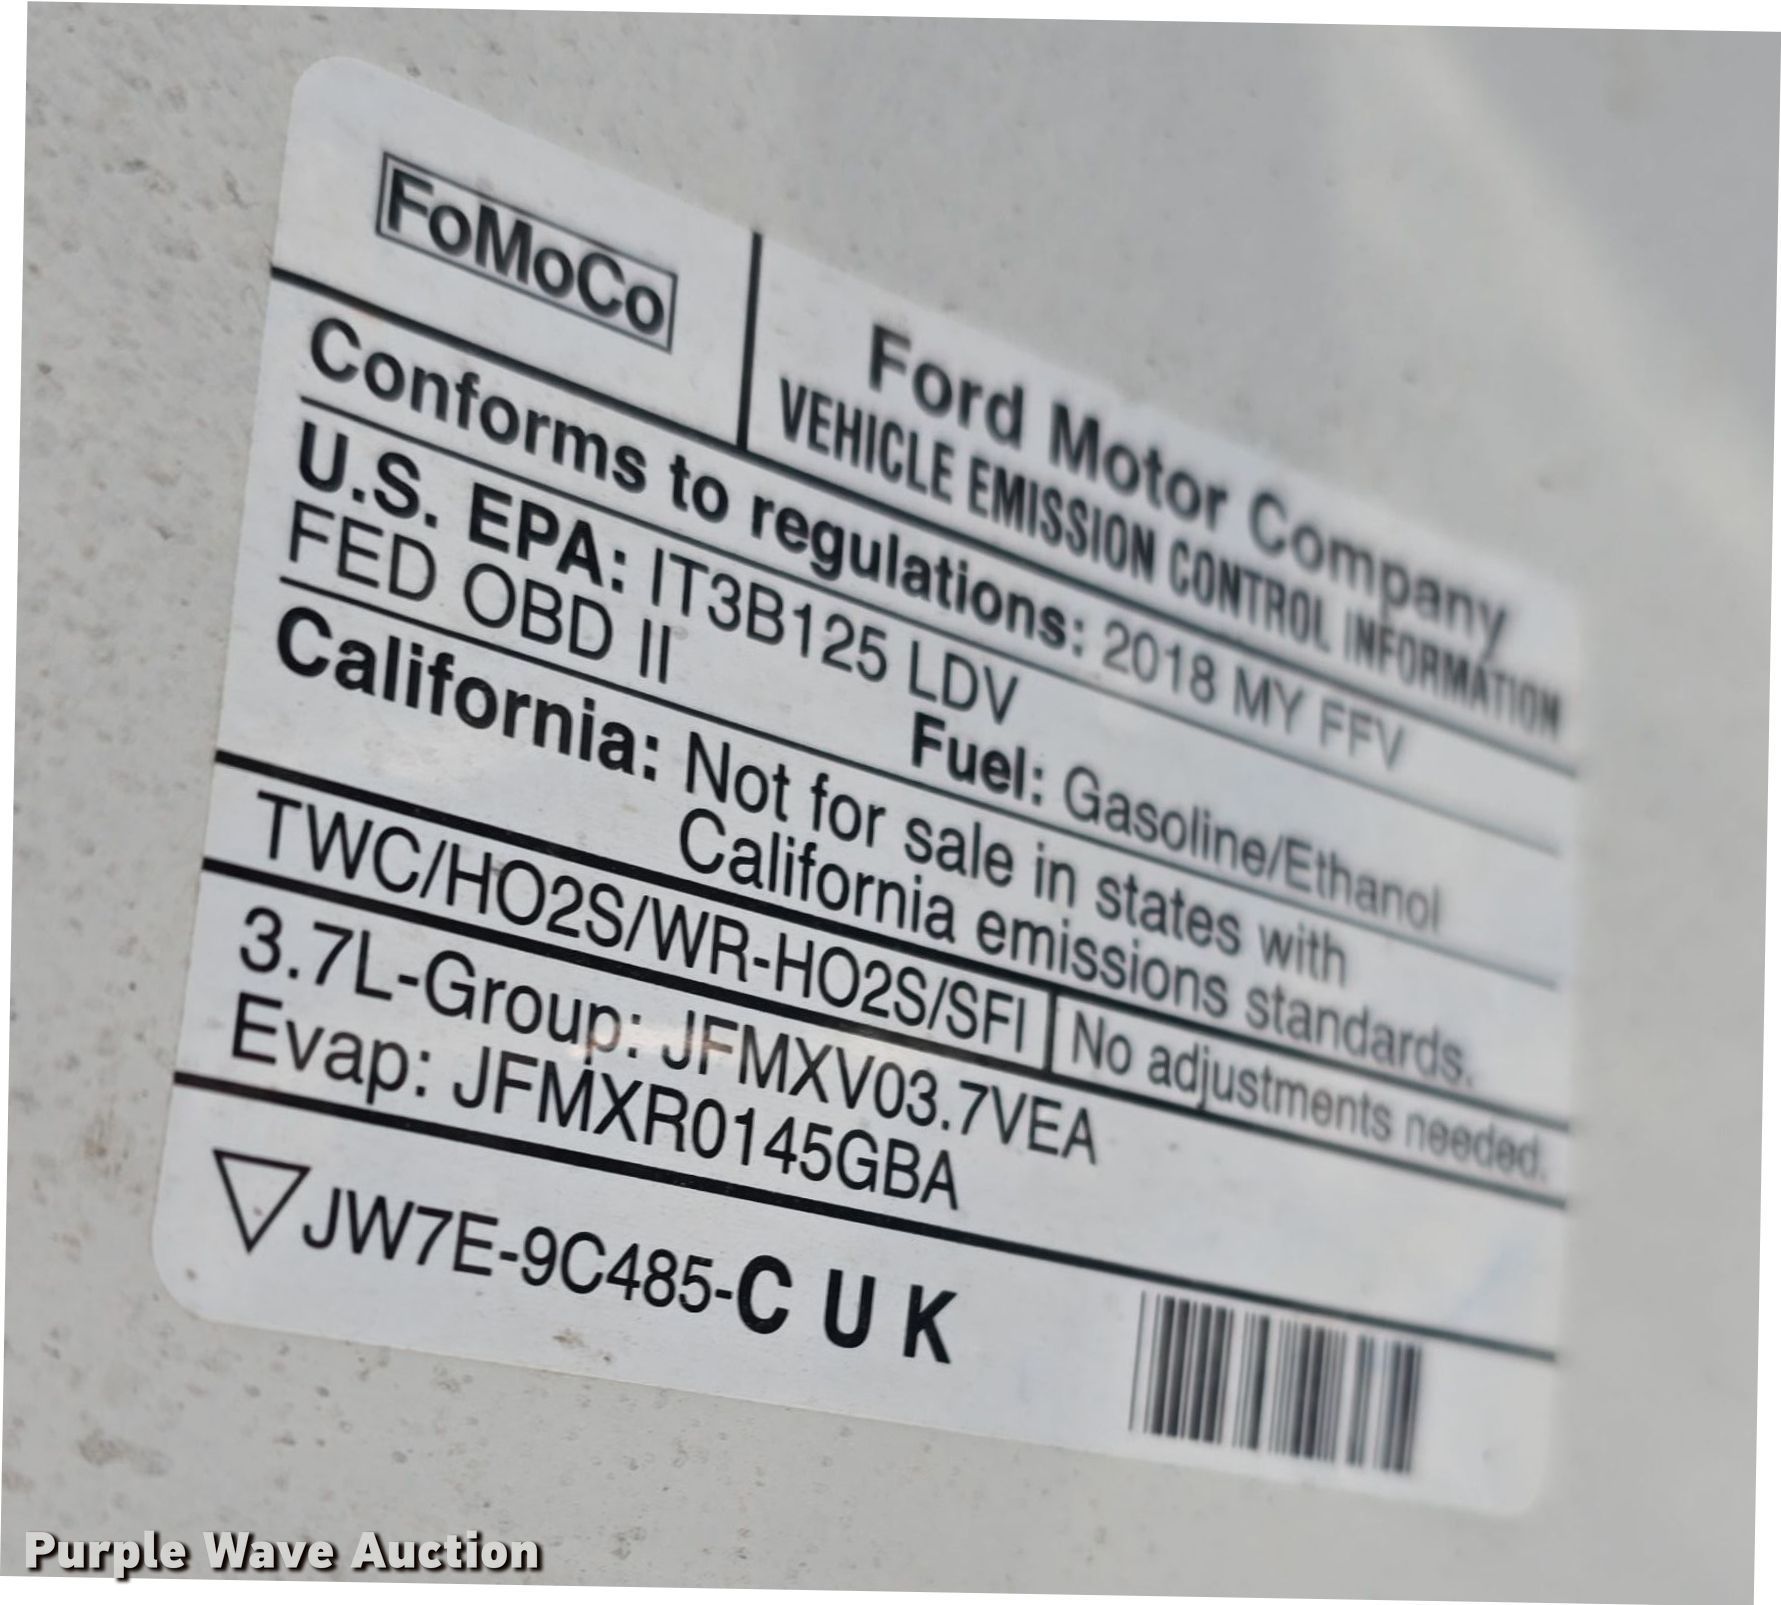 FoMoCo
Ford Motor Company
VEHICLE EMISSION CONTROL INFORMATION
Conforms to regulations: 2018 MY FFV
U.S. EPA: IT3B125 LDV
FED OBD II
Fuel: Gasoline/Ethanol
California: Not for sale in states with
California emissions standards.
TWC/HO2S/WR-HO2S/SFI
No adjustments needed.
3.7L-Group: JFMXV03.7VEA
Evap: JFMXR0145GBA
JW7E-9C485-C U K
Purple Wave Auction